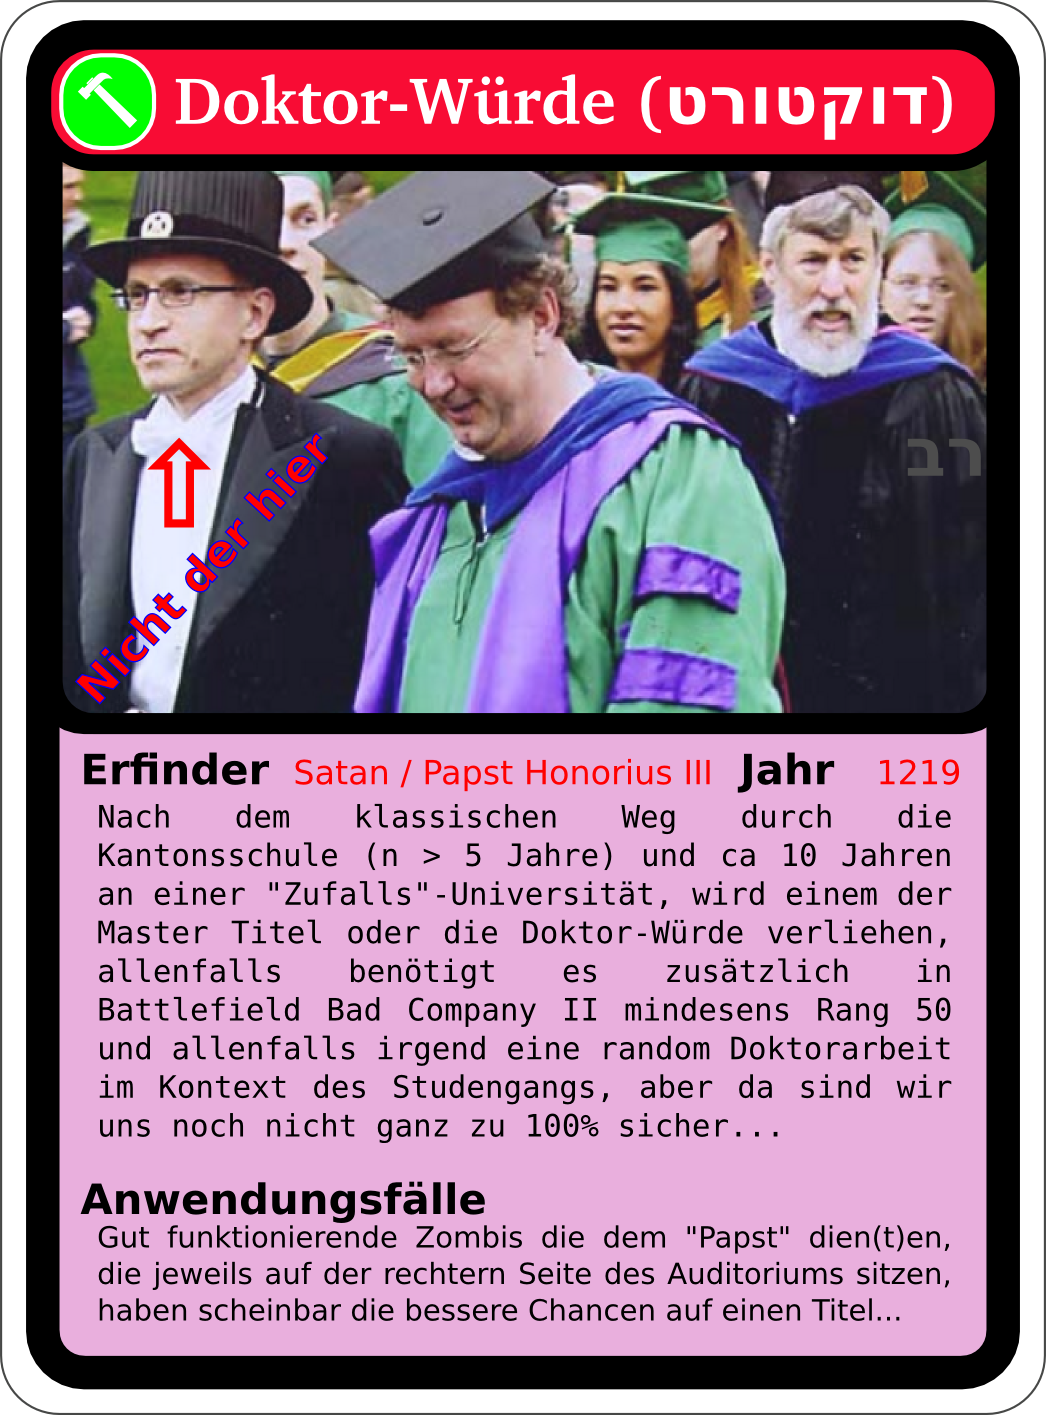 Doktor-Würde (דוקטורט)
רב
Nicht der hier
Erfinder Satan / Papst Honorius III Jahr 1219
Nach dem klassischen Weg durch die
Kantonsschule (n > 5 Jahre) und ca 10 Jahren
an einer "Zufalls"-Universität, wird einem der
Master Titel oder die Doktor-Würde verliehen,
allenfalls benötigt es zusätzlich in
Battlefield Bad Company II mindesens Rang 50
und allenfalls irgend eine random Doktorarbeit
im Kontext des Studengangs, aber da sind wir
uns noch nicht ganz zu 100% sicher...
Anwendungsfälle
Gut funktionierende Zombis die dem "Papst" dien(t)en,
die jeweils auf der rechtern Seite des Auditoriums sitzen,
haben scheinbar die bessere Chancen auf einen Titel...